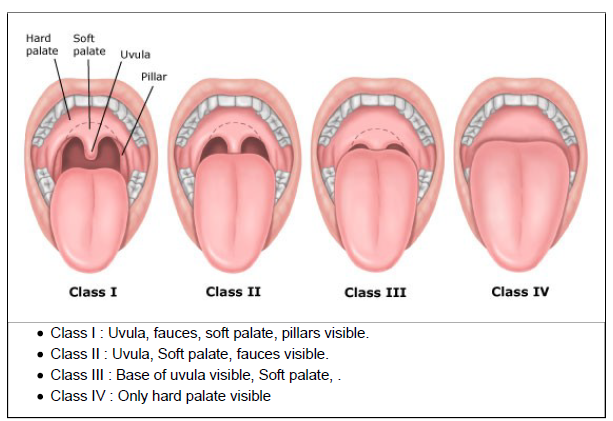 Hard palate
Soft palate
Uvula
Pillar
Class I
Class II
Class III
Class IV
• Class I : Uvula, fauces, soft palate, pillars visible.
• Class II : Uvula, Soft palate, fauces visible.
• Class III : Base of uvula visible, Soft palate, .
• Class IV : Only hard palate visible